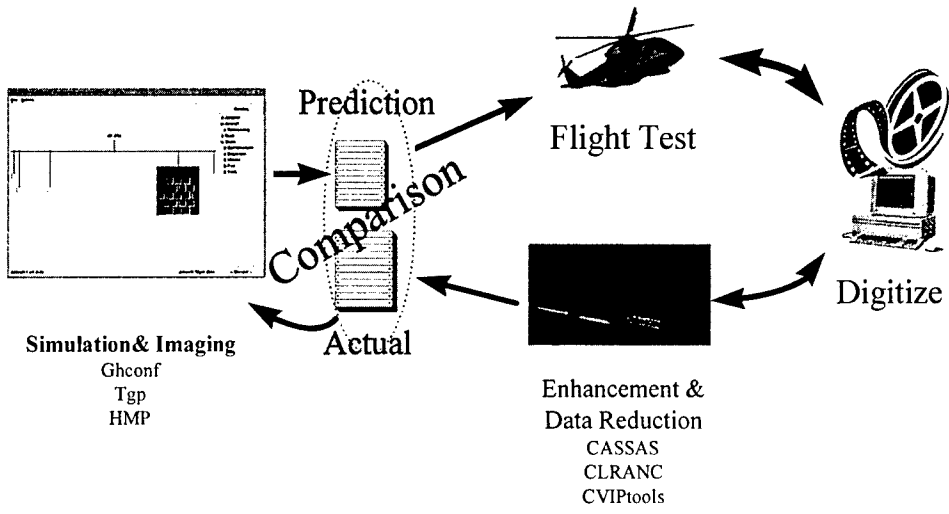 Prediction
Comparison
Actual
Flight Test
Digitize
Simulation& Imaging
Ghconf
Tgp
HMP
Enhancement &
Data Reduction
CASSAS
CLRANC
CVIPtools